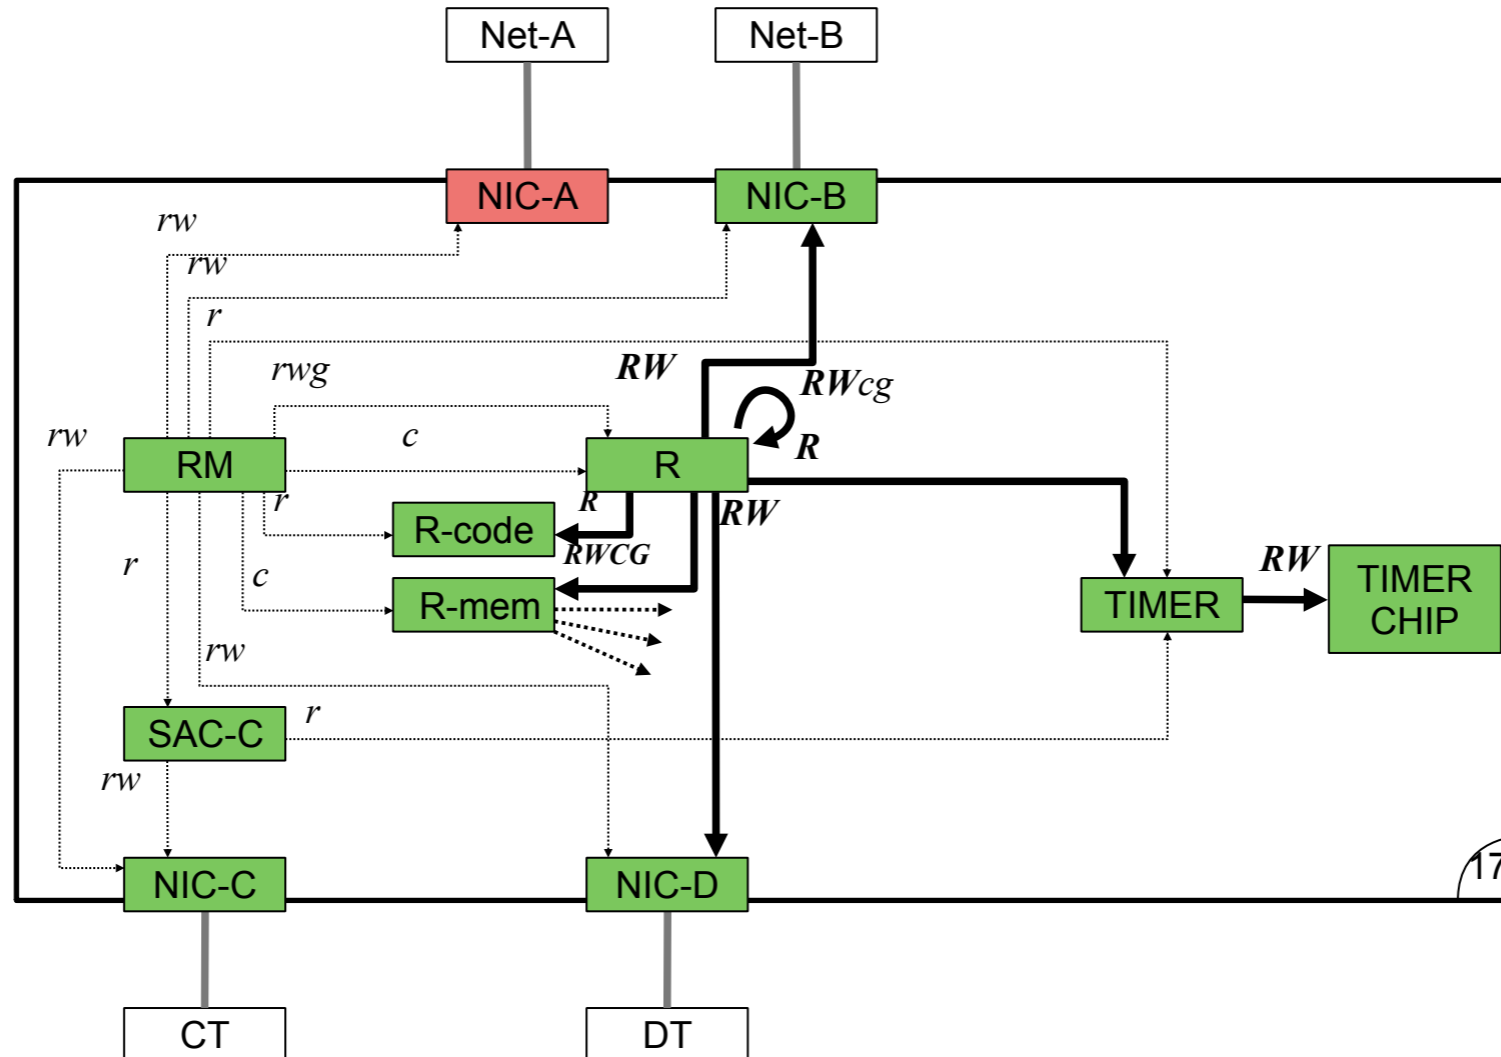 Net-A
Net-B
NIC-A
NIC-B
rw
rw
r
rwg
RW
RWcg
rw
c
R
RM
R
r
R
RW
R-code
RWCG
RW
r
c
R-mem
TIMER
TIMER
CHIP
rw
r
SAC-C
rw
17
NIC-C
NIC-D
CT
DT